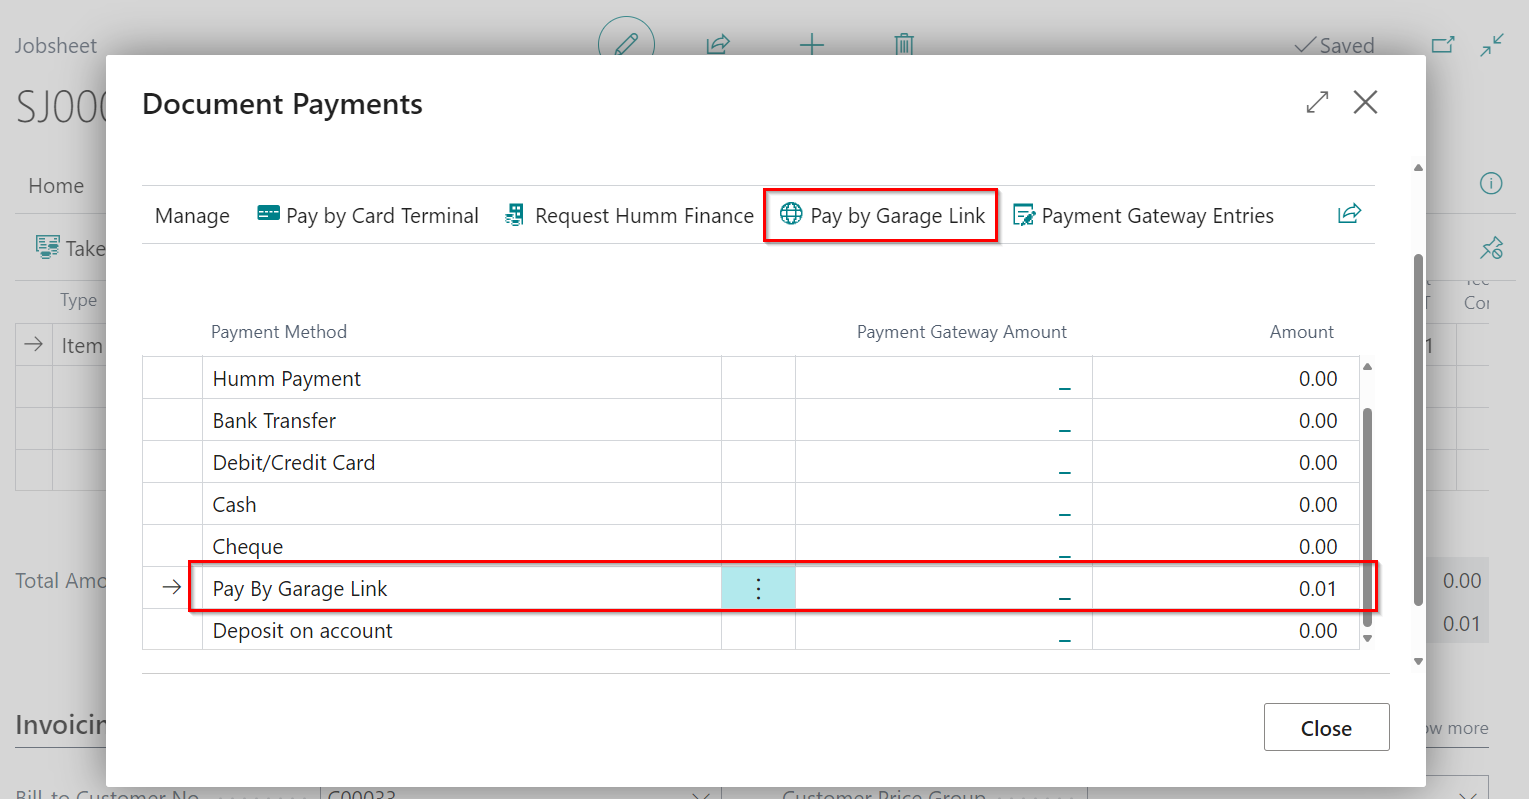 Jobsheet
Saved
Document Payments
SJ000
Home
Manage Pay by Card Terminal Request Humm Finance Pay by Garage Link Payment Gateway Entries
Take
Type
Payment Method Payment Gateway Amount Amount
Item
Humm Payment 0.00
Bank Transfer 0.00
Debit/Credit Card 0.00
Cash 0.00
Cheque 0.00
Pay By Garage Link 0.01
Deposit on account 0.00
Total Amo
0.00
0.01
Invoicin
ow more
Close
Bill-to Customer No. C00033 Customer Price Group